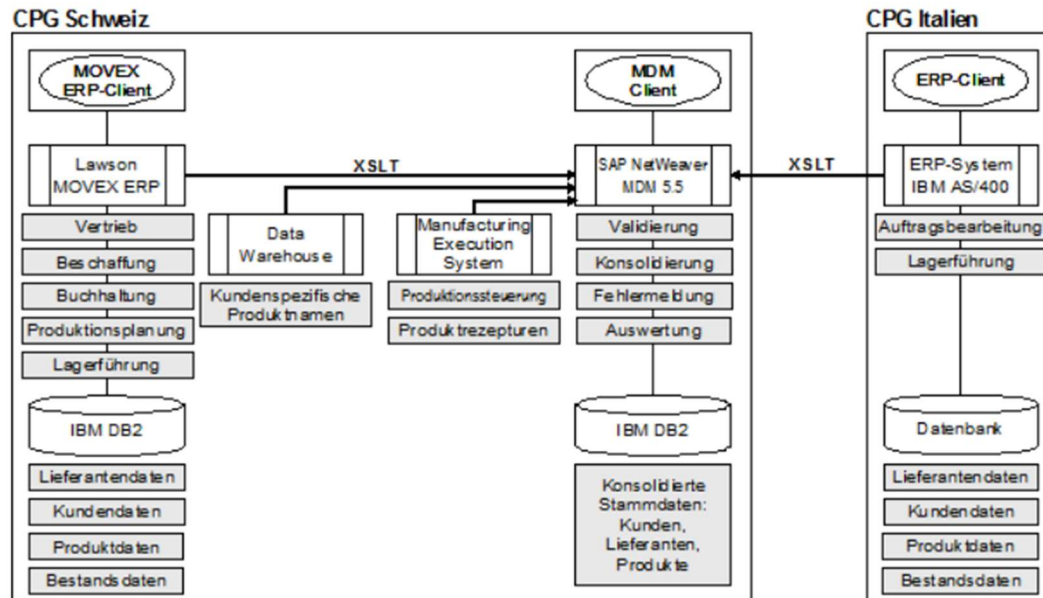 CPG Schweiz
CPG Italien
MOVEX
ERP-Client
MDM
Client
ERP-Client
Lawson
MOVEX ERP
XSLT
SAP NetWeaver
MDM 5.5
XSLT
ERP-System
IBM AS/400
Vertrieb
Beschaffung
Buchhaltung
Produktionsplanung
Lagerführung
Data
Warehouse
Kundenspezifische
Produktnamen
Manufacturing
Execution
System
Produktionssteuerung
Produktrezepturen
Validierung
Konsolidierung
Fehlermeldung
Auswertung
Auftragsbearbeitung
Lagerführung
IBM DB2
IBM DB2
Datenbank
Lieferantendaten
Kundendaten
Produktdaten
Bestandsdaten
Konsolidierte
Stammdaten:
Kunden,
Lieferanten,
Produkte
Lieferantendaten
Kundendaten
Produktdaten
Bestandsdaten